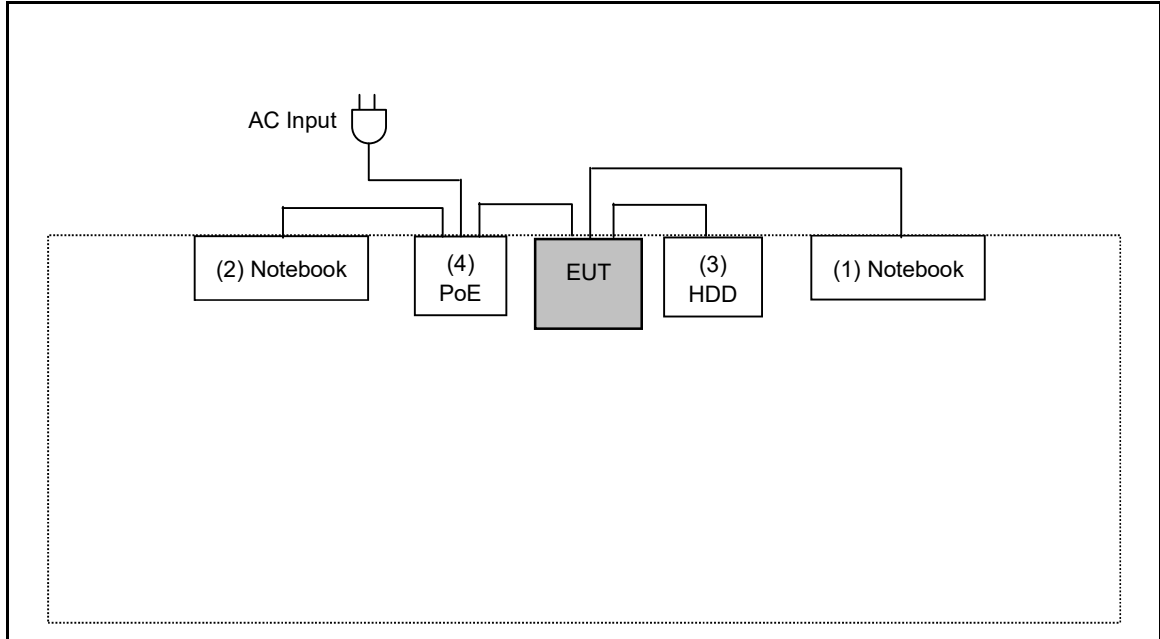 AC Input
(2) Notebook
(4)
PoE
EUT
(3)
HDD
(1) Notebook